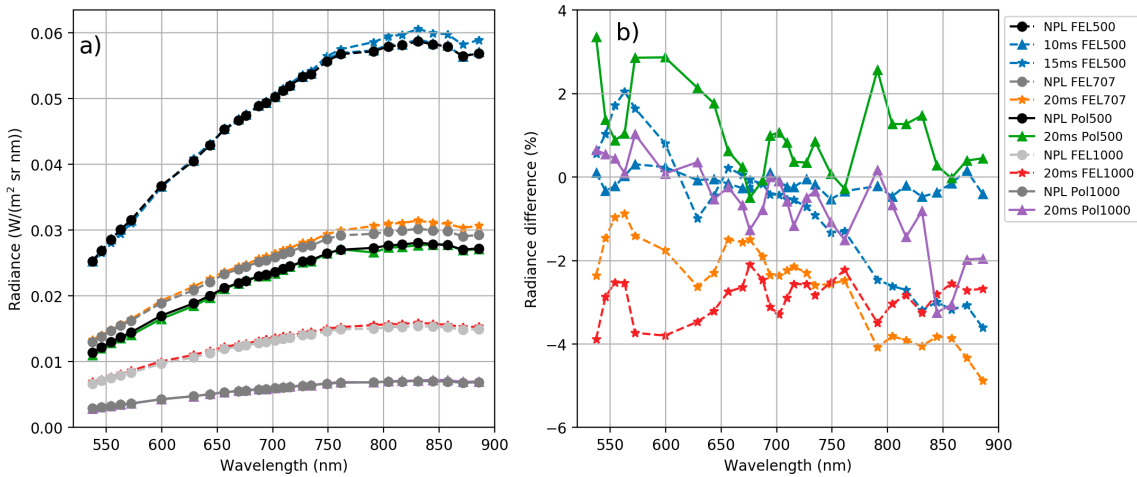 a)
0.06
0.05
0.04
0.03
0.02
0.01
0.00
550 600 650 700 750 800 850 900
Wavelength (nm)
Radiance (W/(m² sr nm))
b)
4
2
0
−2
−4
−6
550 600 650 700 750 800 850 900
Wavelength (nm)
Radiance difference (%)
NPL FEL500
10ms FEL500
15ms FEL500
NPL FEL707
20ms FEL707
NPL Pol500
20ms Pol500
NPL FEL1000
20ms FEL1000
NPL Pol1000
20ms Pol1000